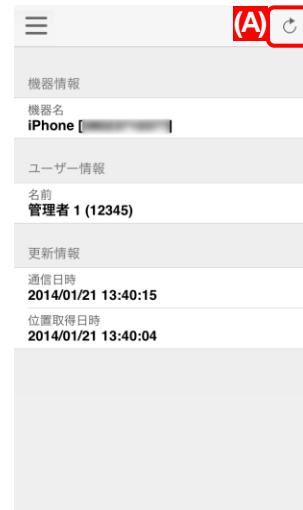 (A)
機器情報
機器名
iPhone [
ユーザー情報
名前
管理者 1 (12345)
更新情報
通信日時
2014/01/21 13:40:15
位置取得日時
2014/01/21 13:40:04